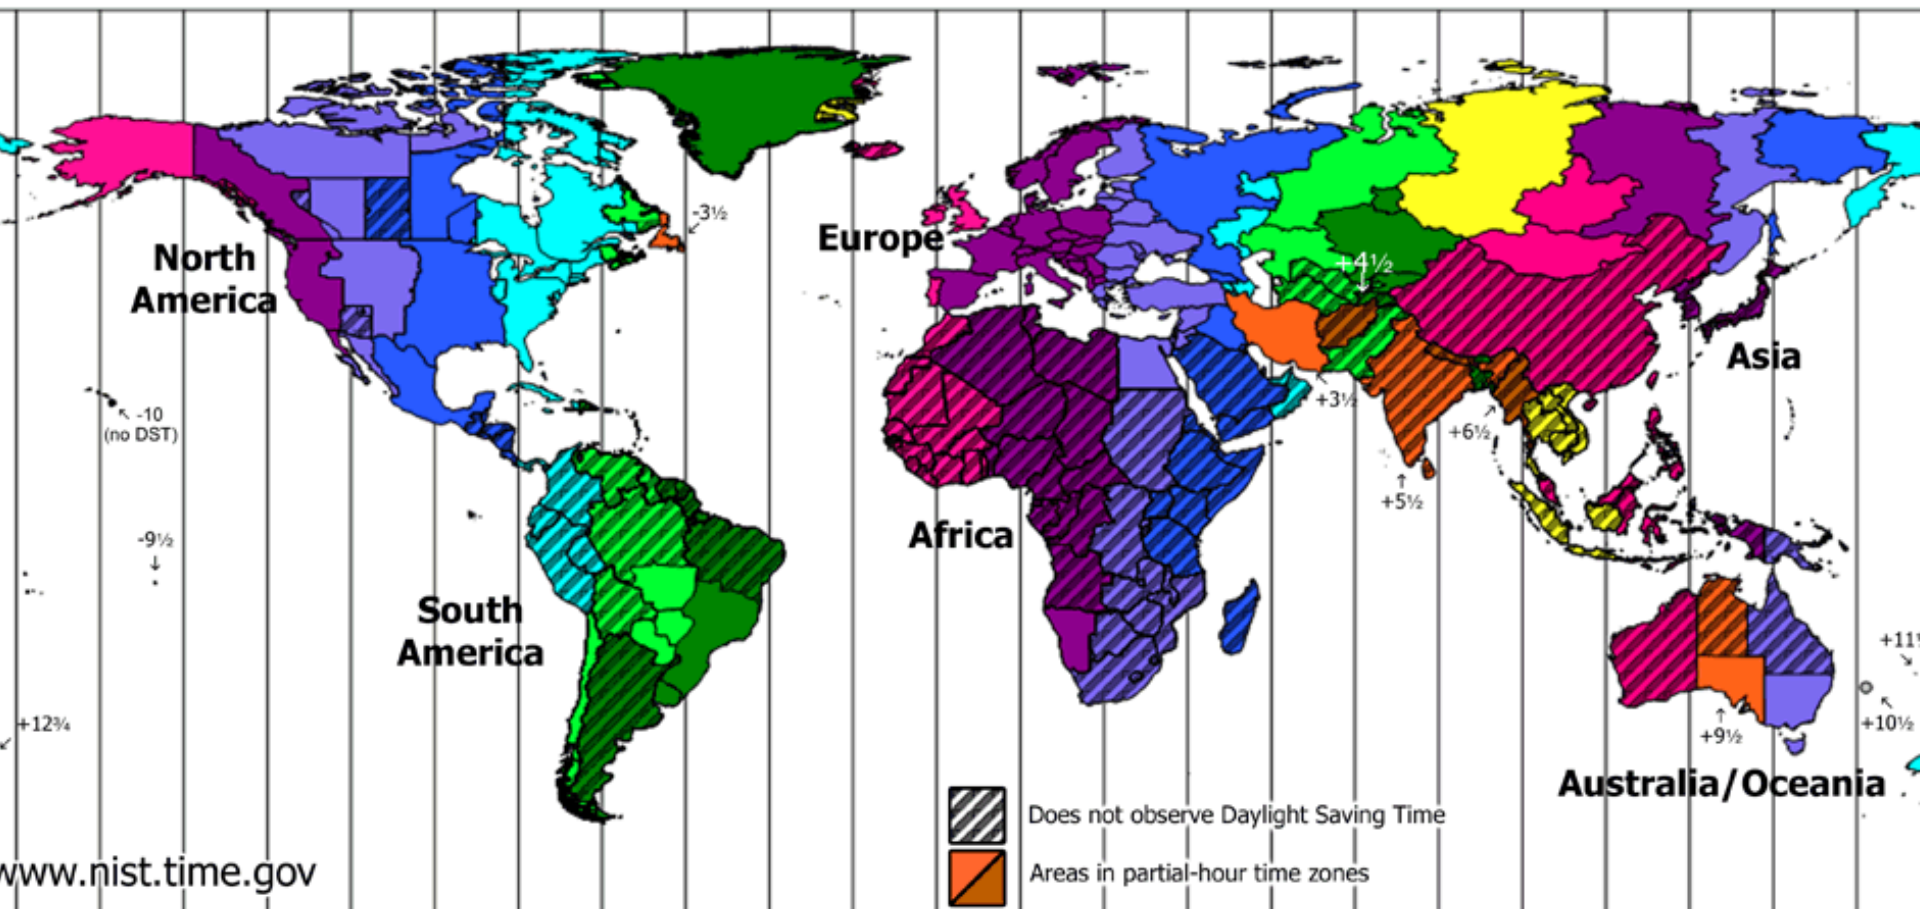 -3½
Europe
North
America
+4½
Asia
-10
(no DST)
+3½
+6½
+5½
-9½
Africa
South
America
+11½
+12¾
+10½
+9½
Australia/Oceania
Does not observe Daylight Saving Time
www.nist.time.gov
Areas in partial-hour time zones